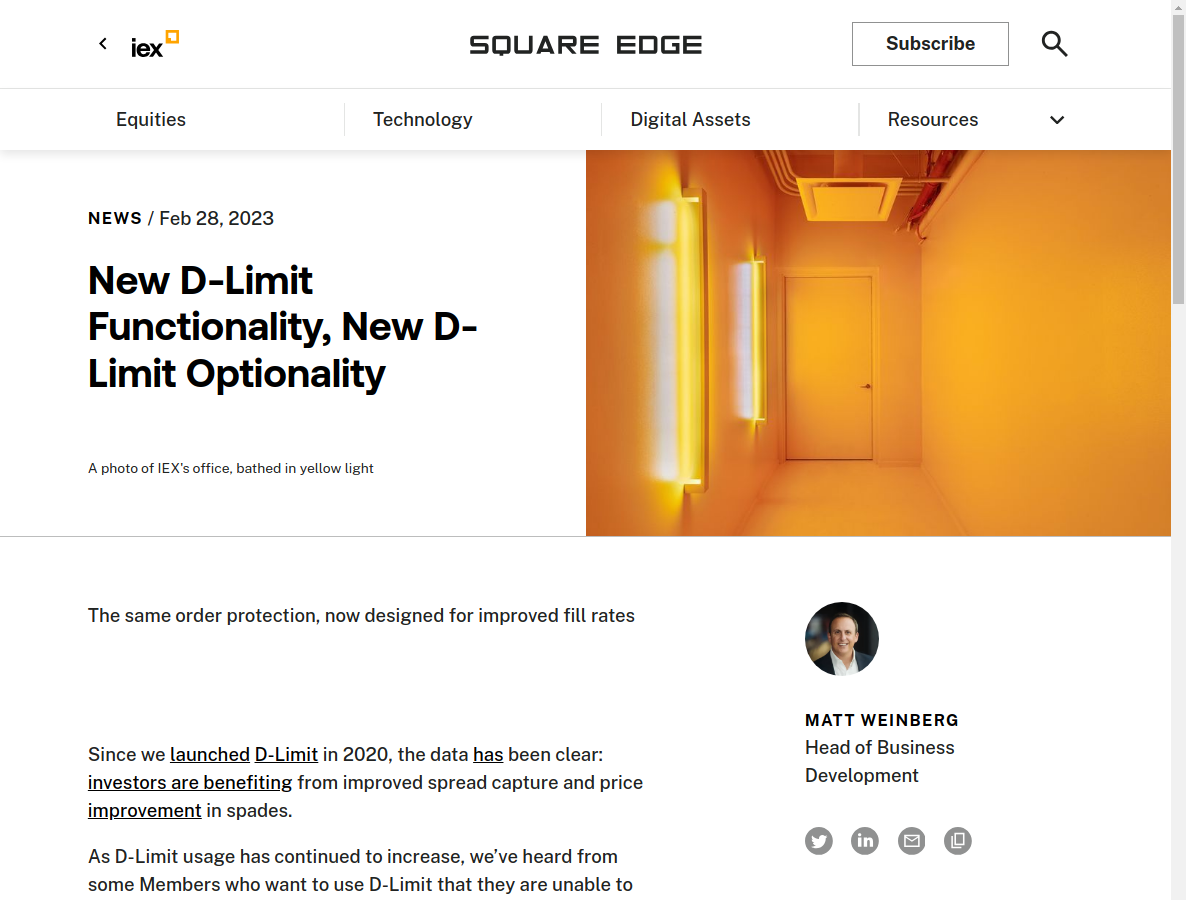 iex
SQUARE EDGE
Subscribe
Equities
Technology
Digital Assets
Resources
NEWS / Feb 28, 2023
New D-Limit
Functionality, New D-
Limit Optionality
A photo of IEX's office, bathed in yellow light
The same order protection, now designed for improved fill rates
Since we launched D-Limit in 2020, the data has been clear:
investors are benefiting from improved spread capture and price
improvement in spades.
As D-Limit usage has continued to increase, we’ve heard from
some Members who want to use D-Limit that they are unable to
MATT WEINBERG
Head of Business
Development
in